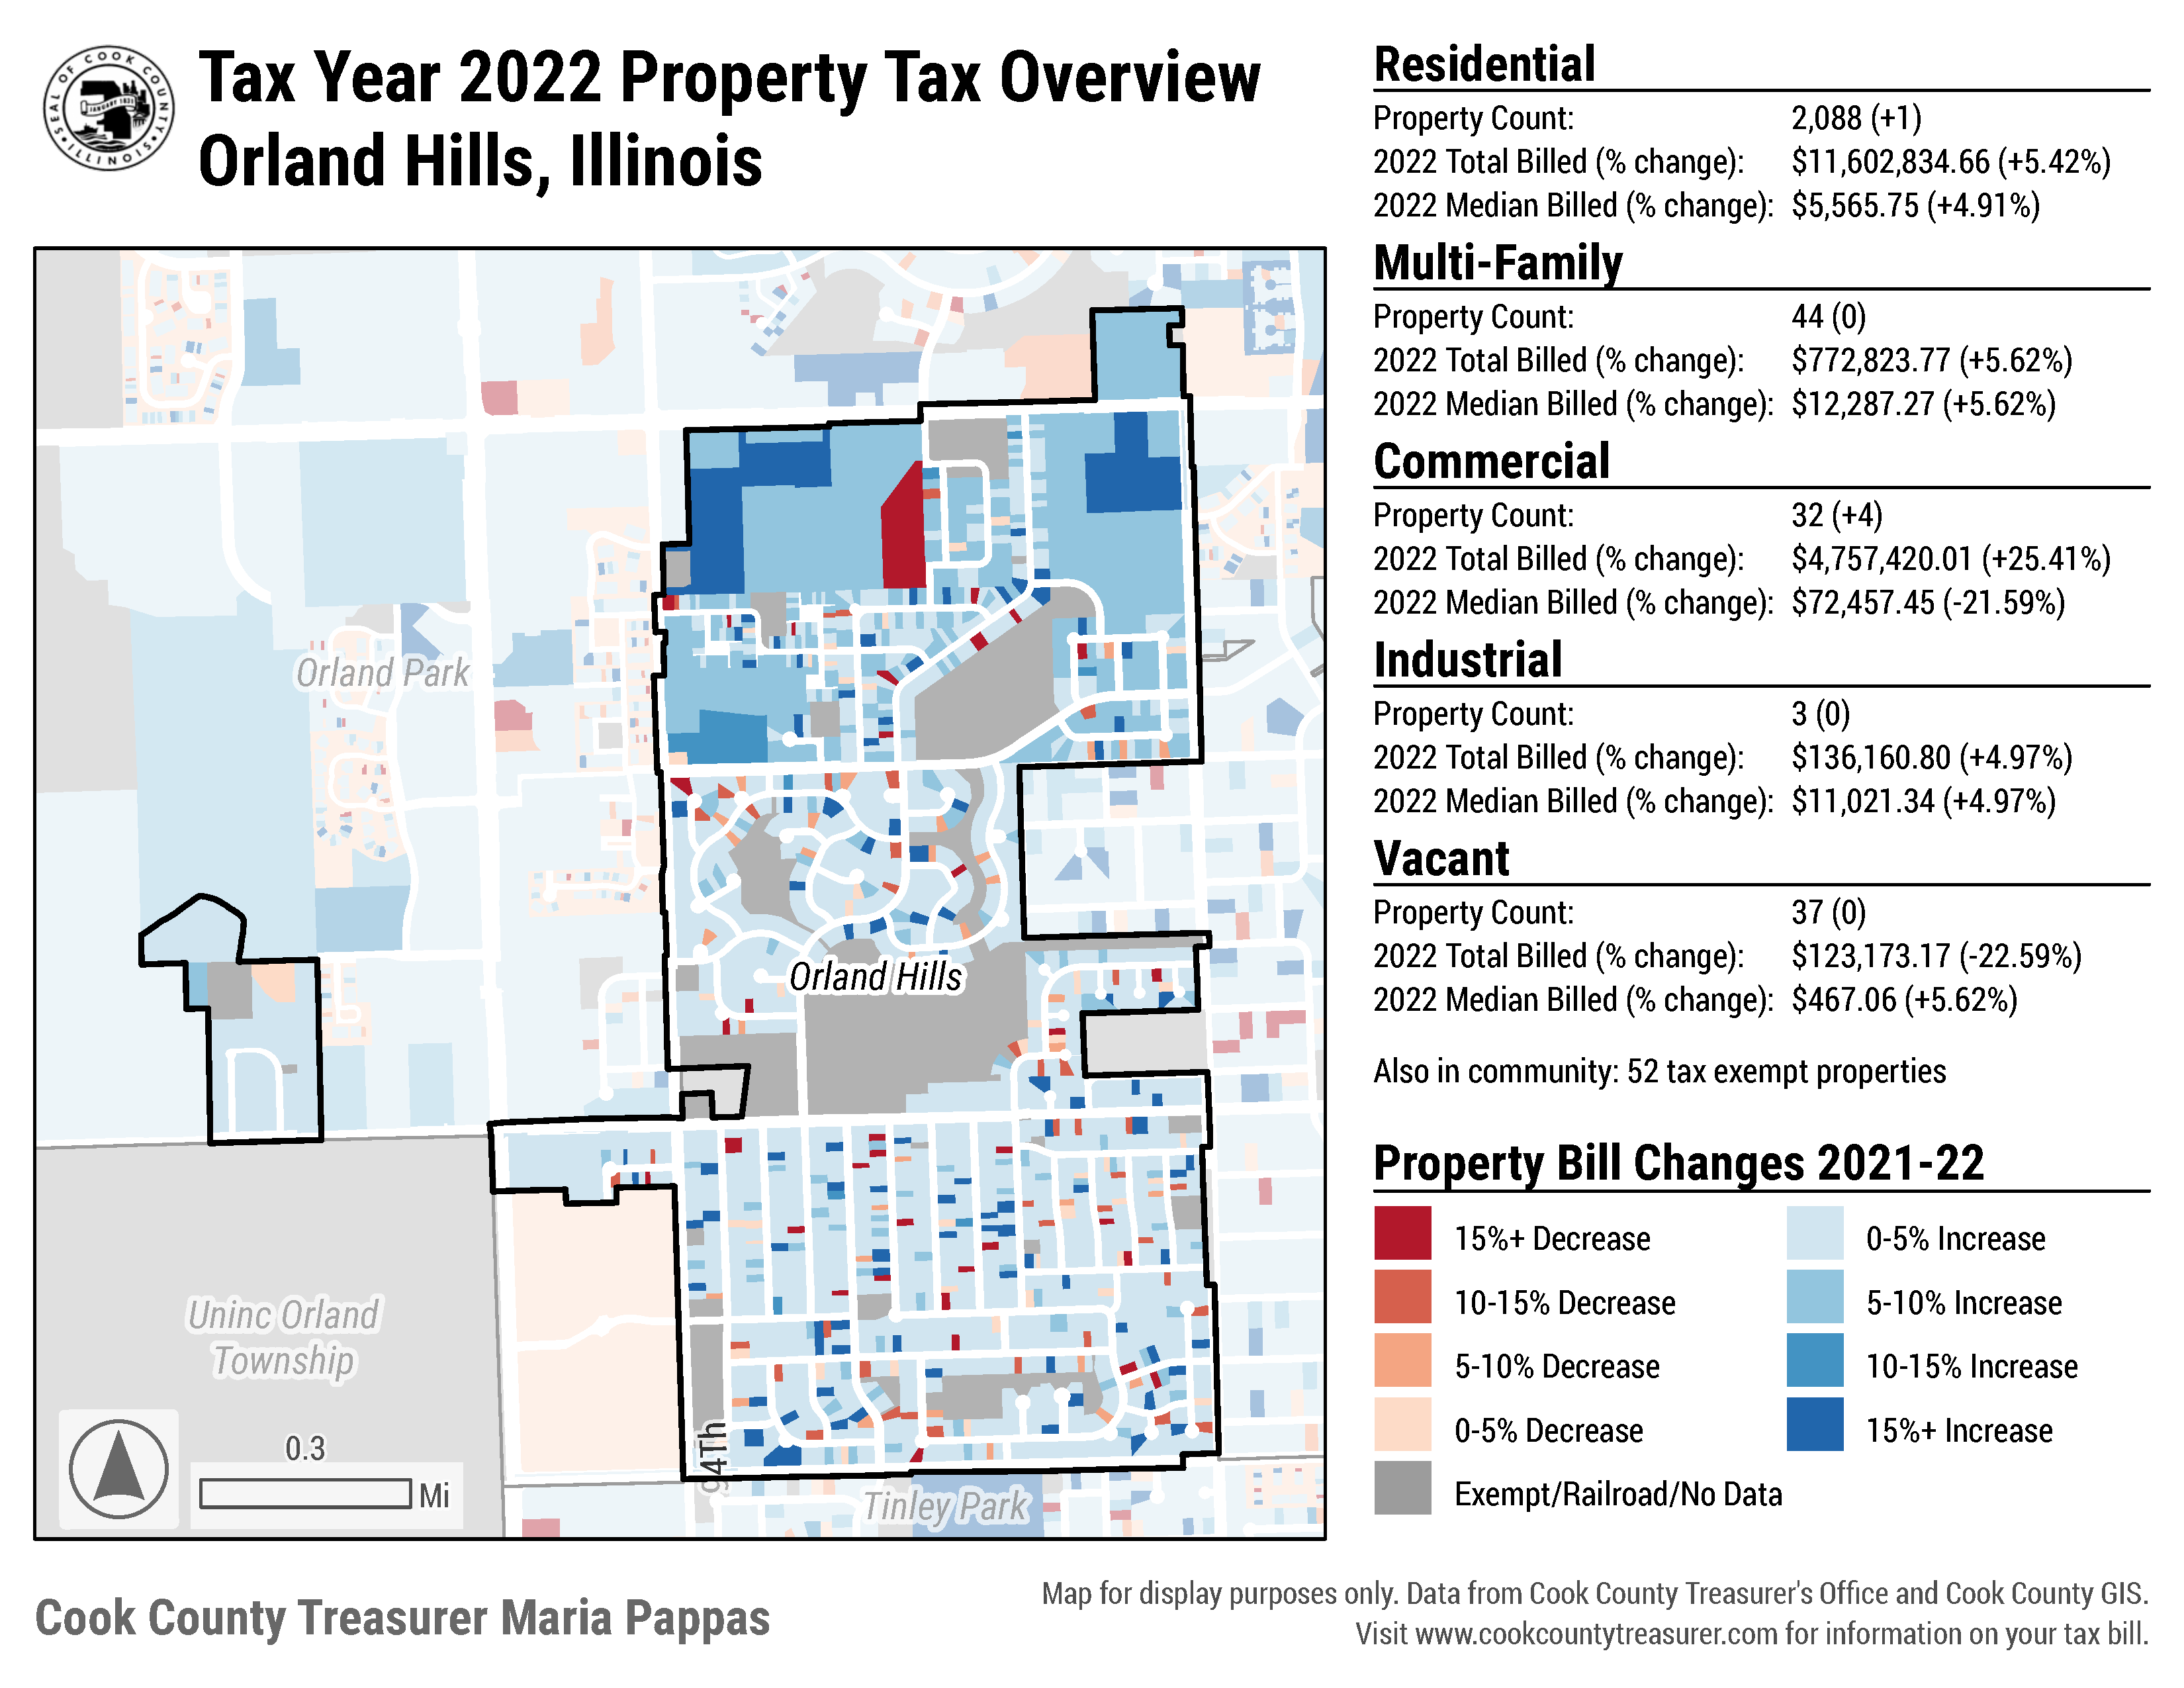 SEAL OF COOK COUNTY
JANUARY 1831
ILLINOIS
Tax Year 2022 Property Tax Overview
Orland Hills, Illinois
Orland Park
Orland Hills
Uninc Orland
Township
94Th
Tinley Park
0.3
Mi
Residential
Property Count: 2,088 (+1)
2022 Total Billed (% change): $11,602,834.66 (+5.42%)
2022 Median Billed (% change): $5,565.75 (+4.91%)
Multi-Family
Property Count: 44 (0)
2022 Total Billed (% change): $772,823.77 (+5.62%)
2022 Median Billed (% change): $12,287.27 (+5.62%)
Commercial
Property Count: 32 (+4)
2022 Total Billed (% change): $4,757,420.01 (+25.41%)
2022 Median Billed (% change): $72,457.45 (-21.59%)
Industrial
Property Count: 3 (0)
2022 Total Billed (% change): $136,160.80 (+4.97%)
2022 Median Billed (% change): $11,021.34 (+4.97%)
Vacant
Property Count: 37 (0)
2022 Total Billed (% change): $123,173.17 (-22.59%)
2022 Median Billed (% change): $467.06 (+5.62%)
Also in community: 52 tax exempt properties
Property Bill Changes 2021-22
15%+ Decrease
10-15% Decrease
5-10% Decrease
0-5% Decrease
Exempt/Railroad/No Data
0-5% Increase
5-10% Increase
10-15% Increase
15%+ Increase
Cook County Treasurer Maria Pappas
Map for display purposes only. Data from Cook County Treasurer's Office and Cook County GIS.
Visit www.cookcountytreasurer.com for information on your tax bill.